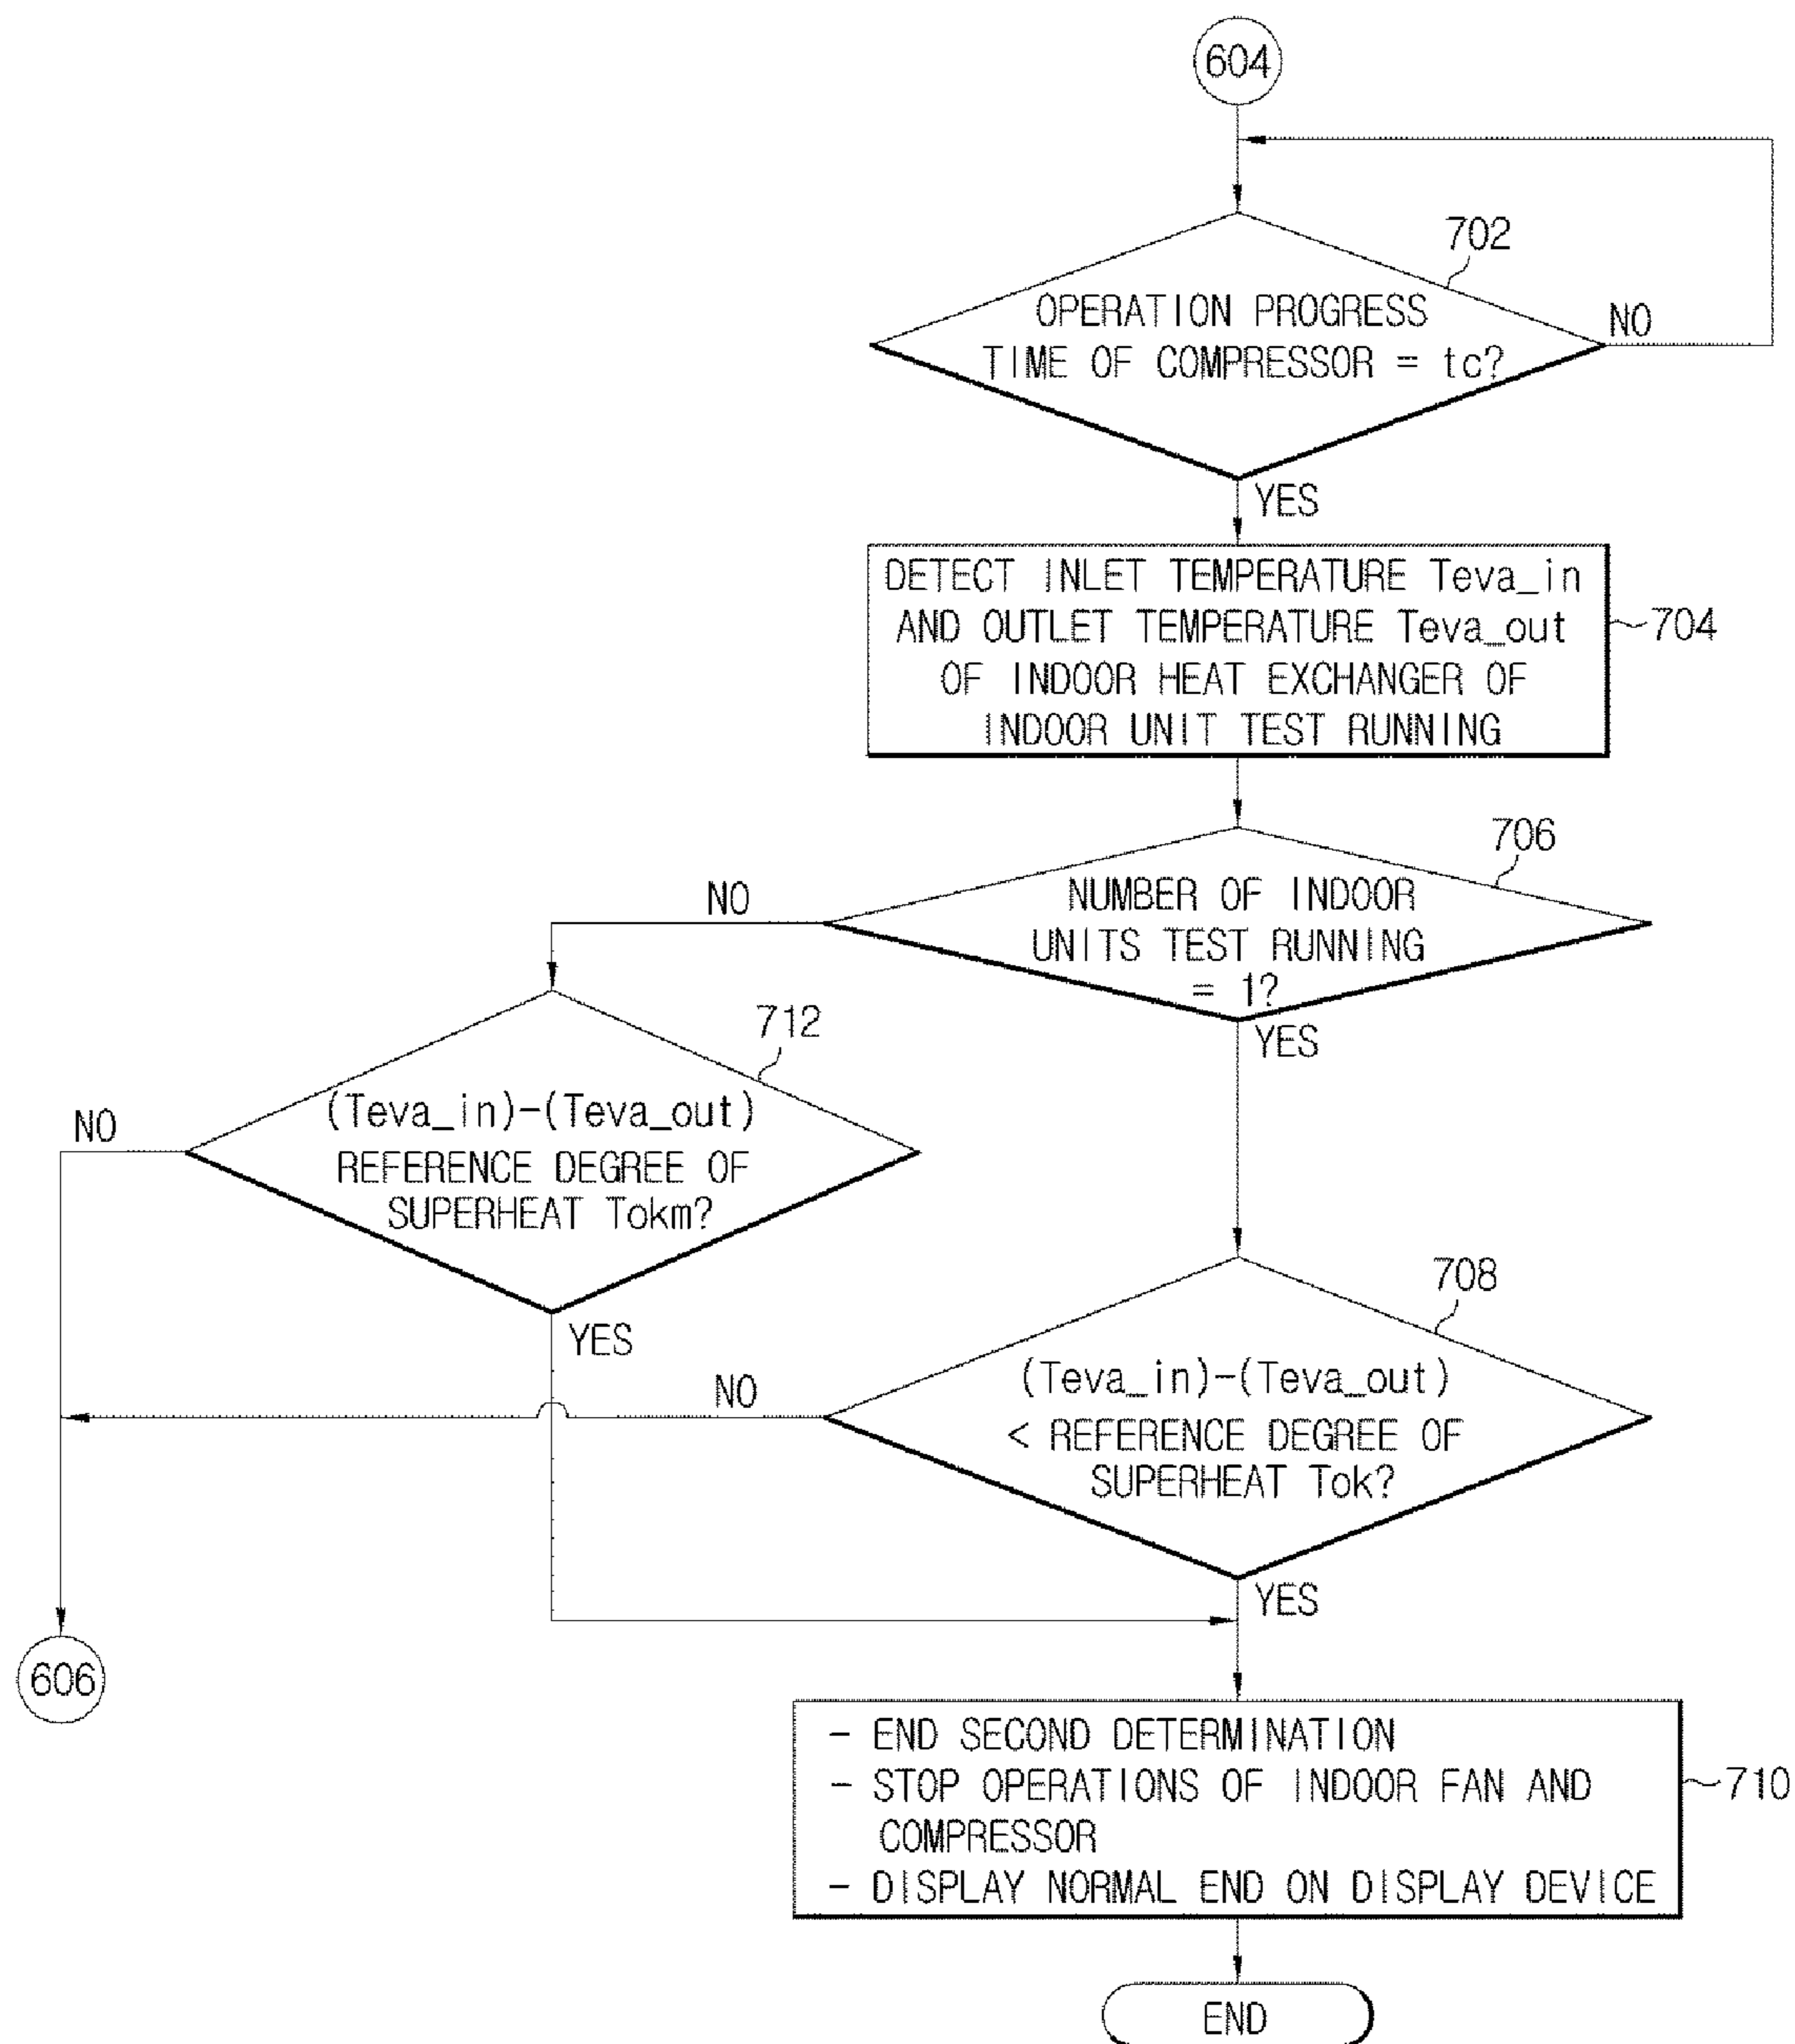 604
702
OPERATION PROGRESS
TIME OF COMPRESSOR = tc?
NO
YES
DETECT INLET TEMPERATURE Teva_in
AND OUTLET TEMPERATURE Teva_out
OF INDOOR HEAT EXCHANGER OF
INDOOR UNIT TEST RUNNING
704
706
NUMBER OF INDOOR
UNITS TEST RUNNING
= 1?
NO
YES
712
(Teva_in)-(Teva_out)
REFERENCE DEGREE OF
SUPERHEAT Tokm?
NO
YES
708
(Teva_in)-(Teva_out)
< REFERENCE DEGREE OF
SUPERHEAT Tok?
NO
YES
606
- END SECOND DETERMINATION
- STOP OPERATIONS OF INDOOR FAN AND
COMPRESSOR
- DISPLAY NORMAL END ON DISPLAY DEVICE
710
END